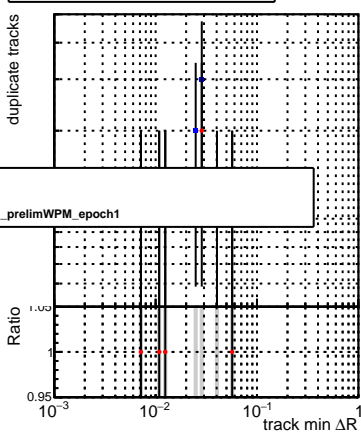 duplicate tracks
_prelimWPM_epoch1
1.05
Ratio
1
0.95
10−3
10−2
10−1
1
track min ΔR